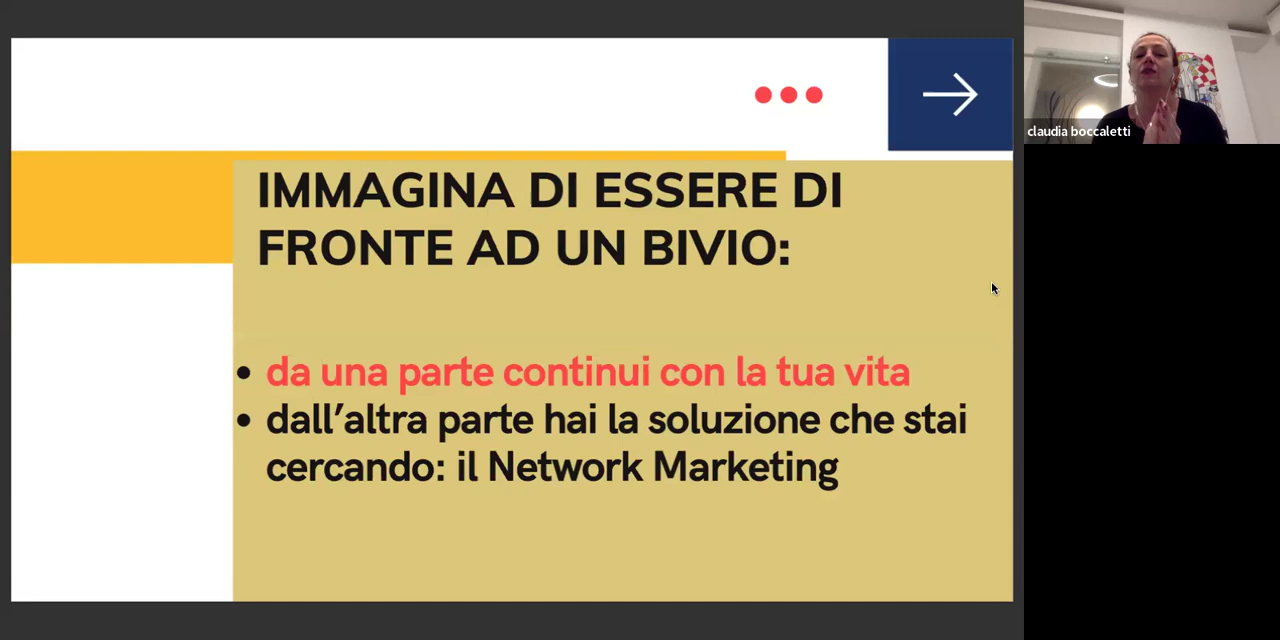 IMMAGINA DI ESSERE DI
FRONTE AD UN BIVIO:
• da una parte continui con la tua vita
• dall’altra parte hai la soluzione che stai
cercando: il Network Marketing
claudia boccaletti